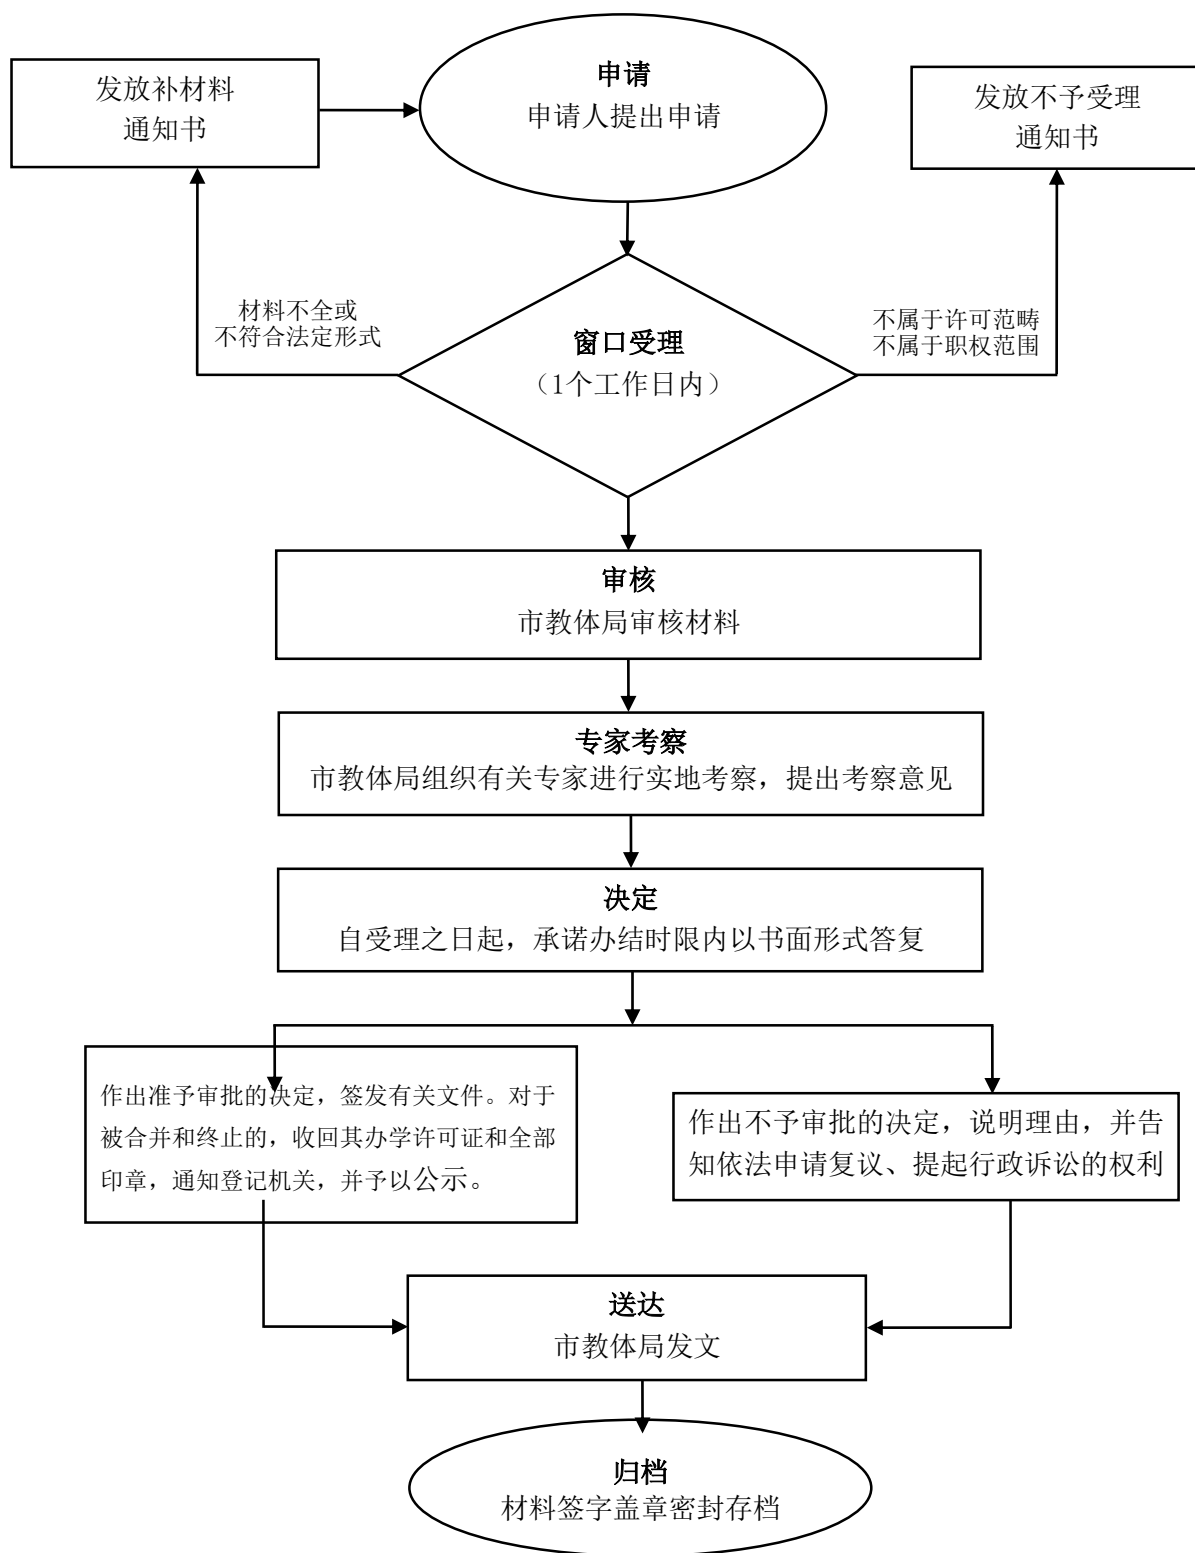 发放补材料
通知书
申请
申请人提出申请
发放不予受理
通知书
材料不全或
不符合法定形式
窗口受理
（1个工作日内）
不属于许可范畴
不属于职权范围
审核
市教体局审核材料
专家考察
市教体局组织有关专家进行实地考察，提出考察意见
决定
自受理之日起，承诺办结时限内以书面形式答复
作出准予审批的决定，签发有关文件。对于
被合并和终止的，收回其办学许可证和全部
印章，通知登记机关，并予以公示。
作出不予审批的决定，说明理由，并告
知依法申请复议、提起行政诉讼的权利
送达
市教体局发文
归档
材料签字盖章密封存档